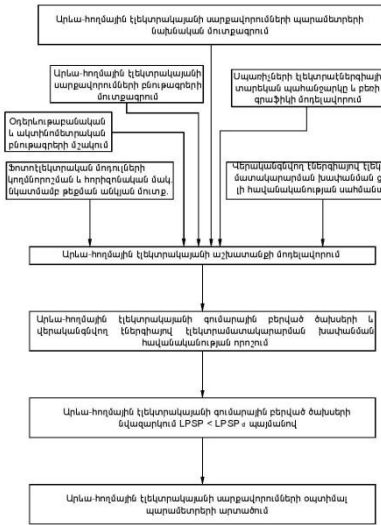 Արևա-հողմային էլեկտրակայանի սարքավորումների պարամետրերի
նախնական մուտքագրում
Արևա-հողմային էլեկտրակայանի
սարքավորումների բնութագրերի
մուտքագրում
Սպառիչների էլեկտրաէներգիայի
տարեկան պահանջարկը և բեռի
գրաֆիկի մոդելավորում
Օդերևութաբանական
և ակտինոմետրական
բնութագրերի մշակում
Ֆոտոէլեկտրական մոդուլների
կողմնորոշման և հորիզոնական մակ.
նկատմամբ թեքման անկյան մուտք.
Վերականգնվող էներգիայով էլեկ
մատակարարման խափանման ց
լի հավանականության սահմանս
Արևա-հողմային էլեկտրակայանի աշխատանքի մոդելավորում
Արևա-հողմային էլեկտրակայանի գումարային բերված ծախսերի և
վերականգնվող էներգիայով էլեկտրամատակարարման խափանման
հավանականության որոշում
Արևա-հողմային էլեկտրակայանի գումարային բերված ծախսերի
նվազարկում LPSP < LPSP d պայմանով
Արևա-հողմային էլեկտրակայանի սարքավորումների օպտիմալ
պարամետրերի արտածում